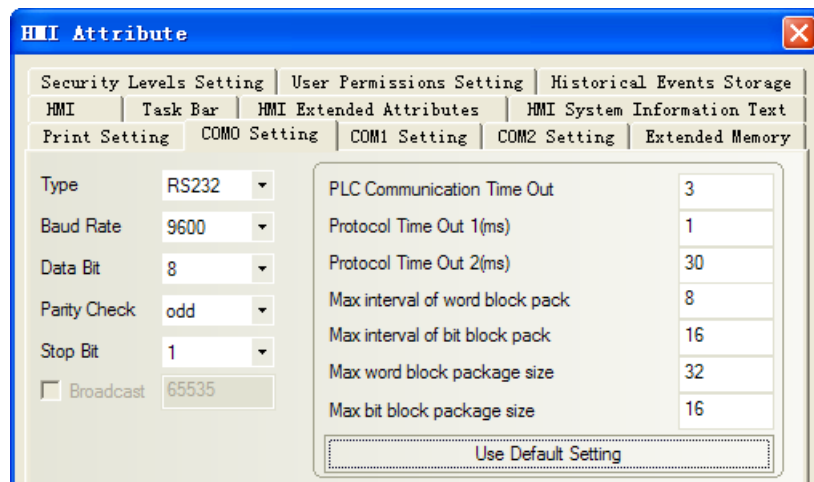 HMI Attribute
Security Levels Setting User Permissions Setting Historical Events Storage
HMI Task Bar HMI Extended Attributes HMI System Information Text
Print Setting COM0 Setting COM1 Setting COM2 Setting Extended Memory
Type RS232
Baud Rate 9600
Data Bit 8
Parity Check odd
Stop Bit 1
Broadcast 65535
PLC Communication Time Out 3
Protocol Time Out 1(ms) 1
Protocol Time Out 2(ms) 30
Max interval of word block pack 8
Max interval of bit block pack 16
Max word block package size 32
Max bit block package size 16
Use Default Setting